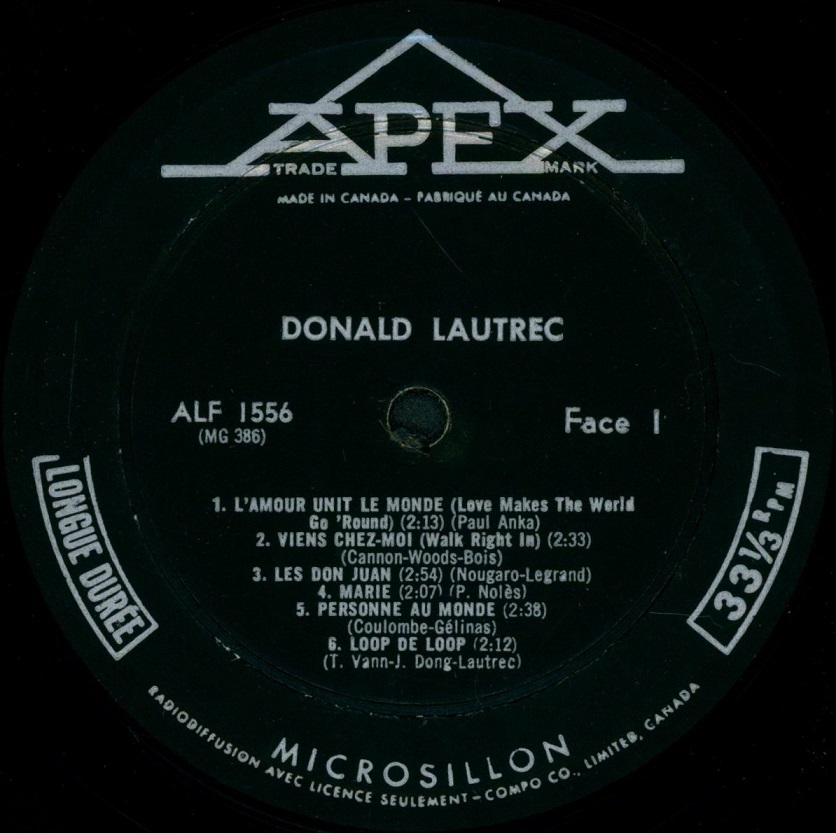 APEX
TRADE MARK
MADE IN CANADA - FABRIQUÉ AU CANADA
DONALD LAUTREC
ALF 1556
(MG 386)
Face 1
LONGUE DURÉE
33⅓ RPM
1. L'AMOUR UNIT LE MONDE (Love Makes The World
Go 'Round) (2:13) (Paul Anka)
2. VIENS CHEZ-MOI (Walk Right In) (2:33)
(Cannon-Woods-Bois)
3. LES DON JUAN (2:54) (Nougaro-Legrand)
4. MARIE (2:07) (P. Nolès)
5. PERSONNE AU MONDE (2:38)
(Coulombe-Gélinas)
6. LOOP DE LOOP (2:12)
(T. Vann-J. Dong-Lautrec)
MICROSILLON
RADIODIFFUSION AVEC LICENCE SEULEMENT - COMPO CO., LIMITED, CANADA